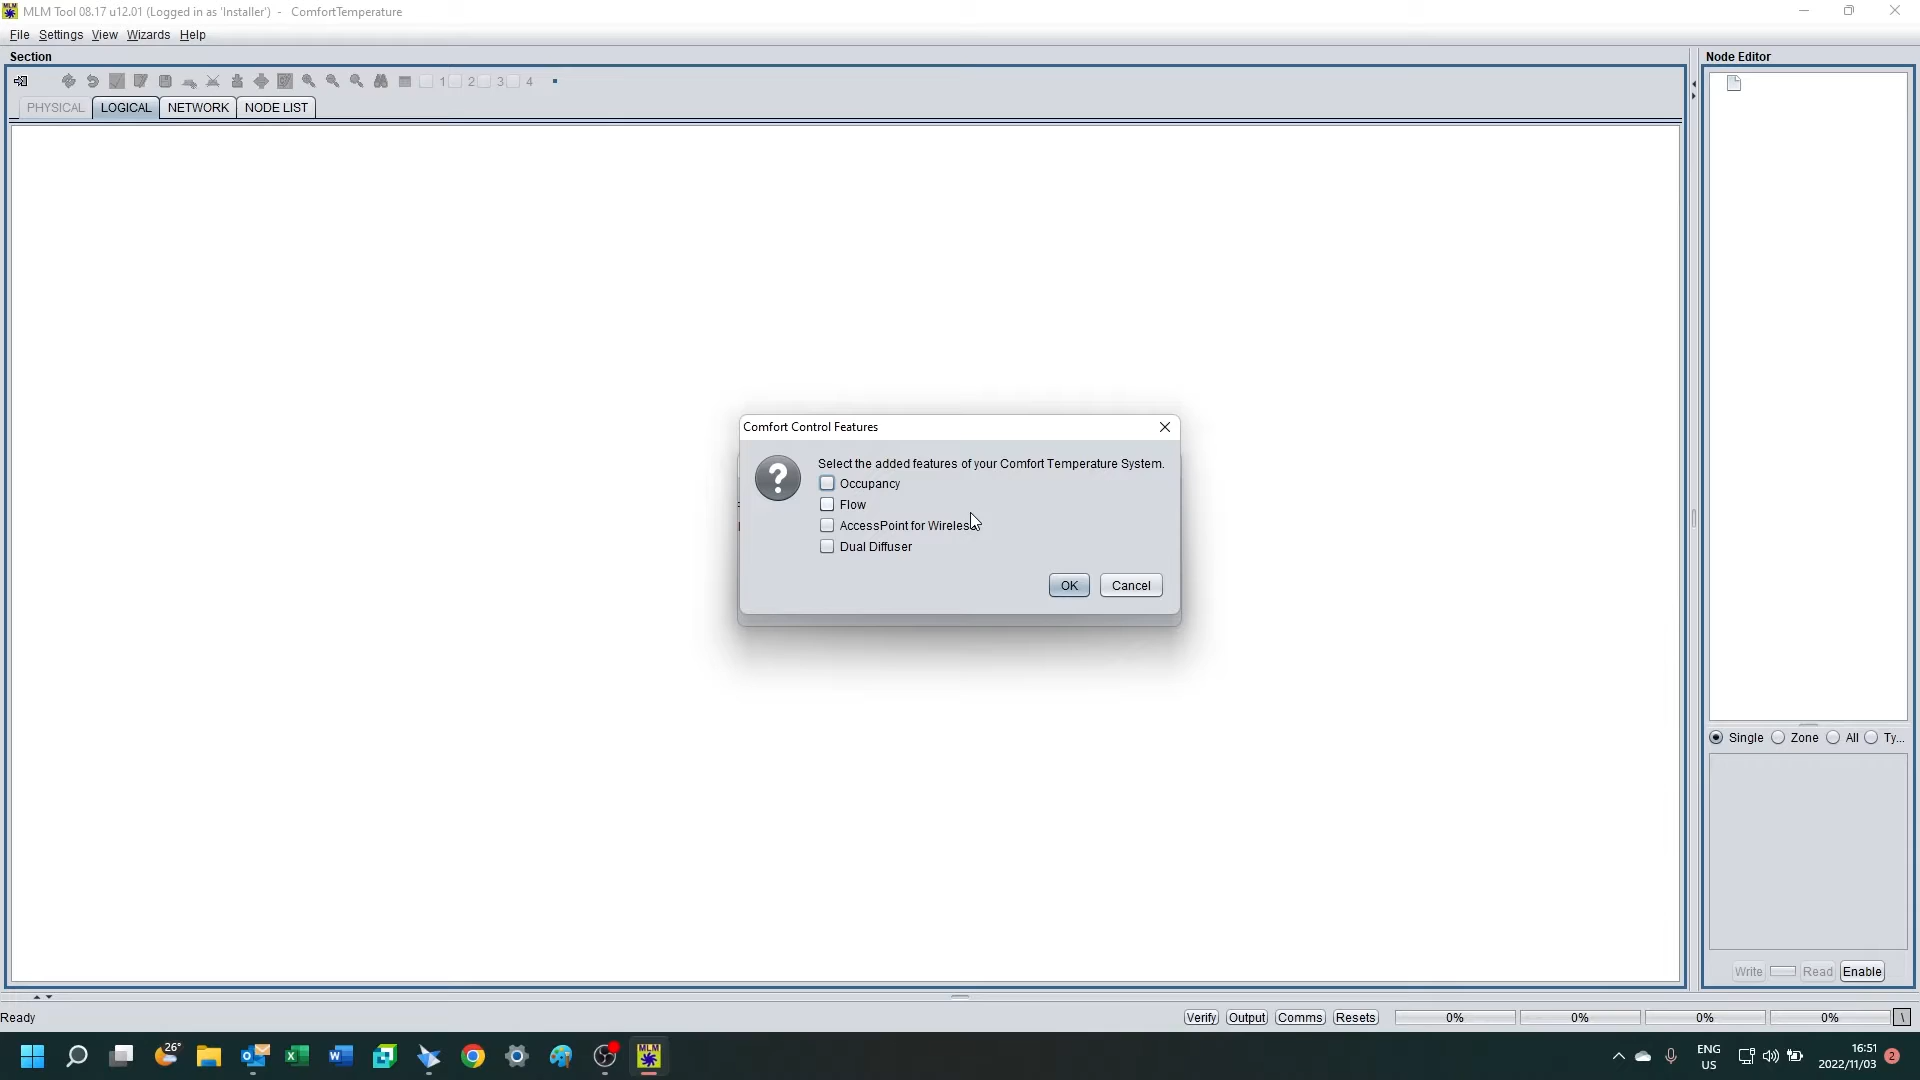 MLM Tool 08.17 u12.01 (Logged in as 'Installer') - ComfortTemperature
File Settings View Wizards Help
Section
Node Editor
1 2 3 4
PHYSICAL LOGICAL NETWORK NODE LIST
Comfort Control Features
Select the added features of your Comfort Temperature System.
Occupancy
Flow
AccessPoint for Wireless
Dual Diffuser
OK Cancel
Single Zone All Ty...
Write Read Enable
Ready
Verify Output Comms Resets 0% 0% 0% 0% \
26°
MLM
ENG
US
16:51
2022/11/03
2